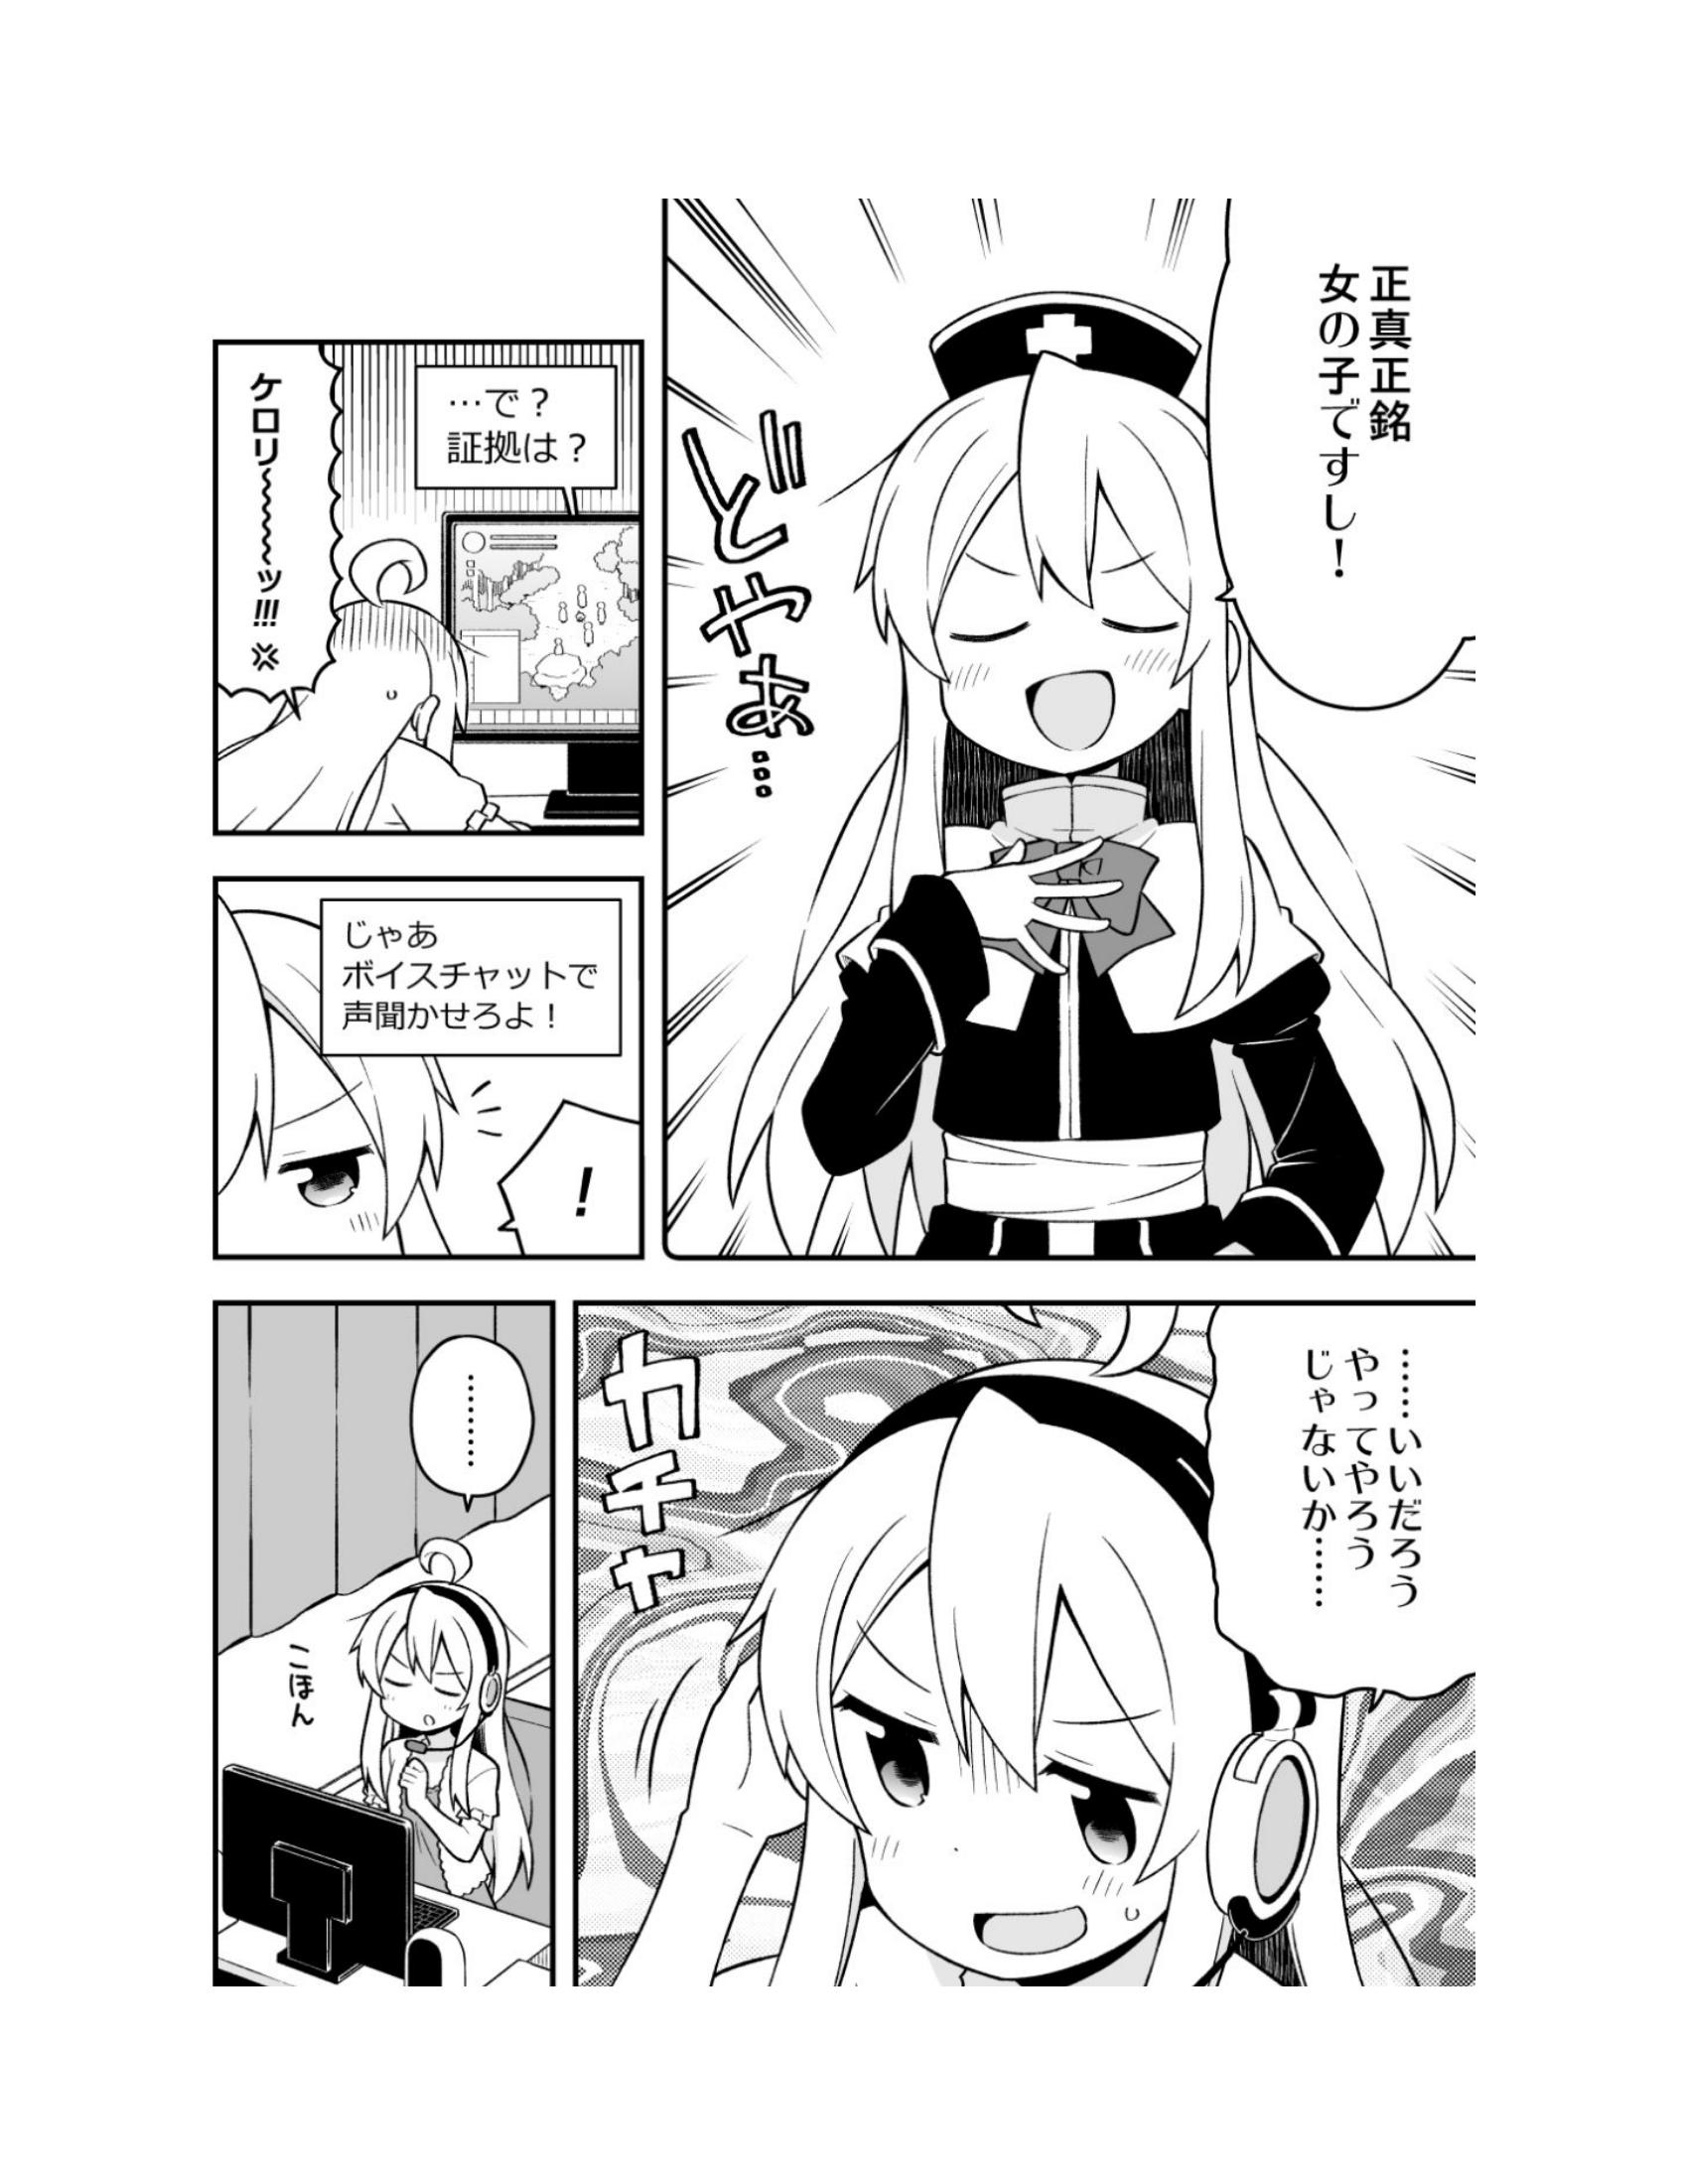 正真正銘
女の子ですし！
どやぁ…
…で？
証拠は？
ケロリ〜〜〜〜ッ!!!
じゃあ
ボイスチャットで
声聞かせろよ！
！
……いいだろう
やってやろう
じゃないか……
カチャ
………
こほん